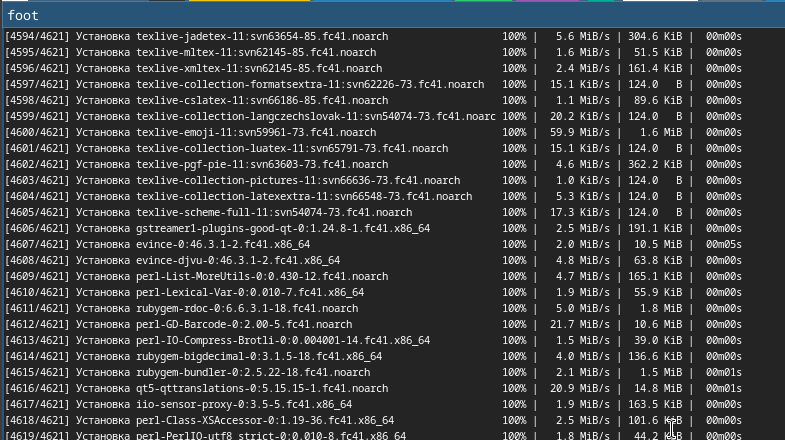 foot
[4594/4621] Установка texlive-jadetex-11:svn63654-85.fc41.noarch 100% | 5.6 MiB/s | 304.6 KiB | 00m00s
[4595/4621] Установка texlive-mltex-11:svn62145-85.fc41.noarch 100% | 1.6 MiB/s | 51.5 KiB | 00m00s
[4596/4621] Установка texlive-xmltex-11:svn62145-85.fc41.noarch 100% | 2.4 MiB/s | 161.4 KiB | 00m00s
[4597/4621] Установка texlive-collection-formatsextra-11:svn62226-73.fc41.noarch 100% | 15.1 KiB/s | 124.0 B | 00m00s
[4598/4621] Установка texlive-cslatex-11:svn66186-85.fc41.noarch 100% | 1.1 MiB/s | 89.6 KiB | 00m00s
[4599/4621] Установка texlive-collection-langczechslovak-11:svn54074-73.fc41.noarc 100% | 20.2 KiB/s | 124.0 B | 00m00s
[4600/4621] Установка texlive-emoji-11:svn59961-73.fc41.noarch 100% | 59.9 MiB/s | 1.6 MiB | 00m00s
[4601/4621] Установка texlive-collection-luatex-11:svn65791-73.fc41.noarch 100% | 15.1 KiB/s | 124.0 B | 00m00s
[4602/4621] Установка texlive-pgf-pie-11:svn63603-73.fc41.noarch 100% | 4.6 MiB/s | 362.2 KiB | 00m00s
[4603/4621] Установка texlive-collection-pictures-11:svn66636-73.fc41.noarch 100% | 1.0 KiB/s | 124.0 B | 00m00s
[4604/4621] Установка texlive-collection-latexextra-11:svn66548-73.fc41.noarch 100% | 5.3 KiB/s | 124.0 B | 00m00s
[4605/4621] Установка texlive-scheme-full-11:svn54074-73.fc41.noarch 100% | 17.3 KiB/s | 124.0 B | 00m00s
[4606/4621] Установка gstreamer1-plugins-good-qt-0:1.24.8-1.fc41.x86_64 100% | 2.5 MiB/s | 191.1 KiB | 00m00s
[4607/4621] Установка evince-0:46.3.1-2.fc41.x86_64 100% | 2.0 MiB/s | 10.5 MiB | 00m05s
[4608/4621] Установка evince-djvu-0:46.3.1-2.fc41.x86_64 100% | 4.8 MiB/s | 63.8 KiB | 00m00s
[4609/4621] Установка perl-List-MoreUtils-0:0.430-12.fc41.noarch 100% | 4.7 MiB/s | 165.1 KiB | 00m00s
[4610/4621] Установка perl-Lexical-Var-0:0.010-7.fc41.x86_64 100% | 1.9 MiB/s | 55.9 KiB | 00m00s
[4611/4621] Установка rubygem-rdoc-0:6.6.3.1-18.fc41.noarch 100% | 5.0 MiB/s | 1.8 MiB | 00m00s
[4612/4621] Установка perl-GD-Barcode-0:2.00-5.fc41.noarch 100% | 21.7 MiB/s | 10.6 MiB | 00m00s
[4613/4621] Установка perl-IO-Compress-Brotli-0:0.004001-14.fc41.x86_64 100% | 1.5 MiB/s | 39.0 KiB | 00m00s
[4614/4621] Установка rubygem-bigdecimal-0:3.1.5-18.fc41.x86_64 100% | 4.0 MiB/s | 136.6 KiB | 00m00s
[4615/4621] Установка rubygem-bundler-0:2.5.22-18.fc41.noarch 100% | 2.1 MiB/s | 1.5 MiB | 00m01s
[4616/4621] Установка qt5-qttranslations-0:5.15.15-1.fc41.noarch 100% | 20.9 MiB/s | 14.8 MiB | 00m01s
[4617/4621] Установка iio-sensor-proxy-0:3.5-5.fc41.x86_64 100% | 1.9 MiB/s | 163.5 KiB | 00m00s
[4618/4621] Установка perl-Class-XSAccessor-0:1.19-36.fc41.x86_64 100% | 2.5 MiB/s | 101.6 KiB | 00m00s
[4619/4621] Установка perl-PerlIO-utf8_strict-0:0.010-8.fc41.x86_64 100% | 1.8 MiB/s | 44.2 KiB | 00m00s